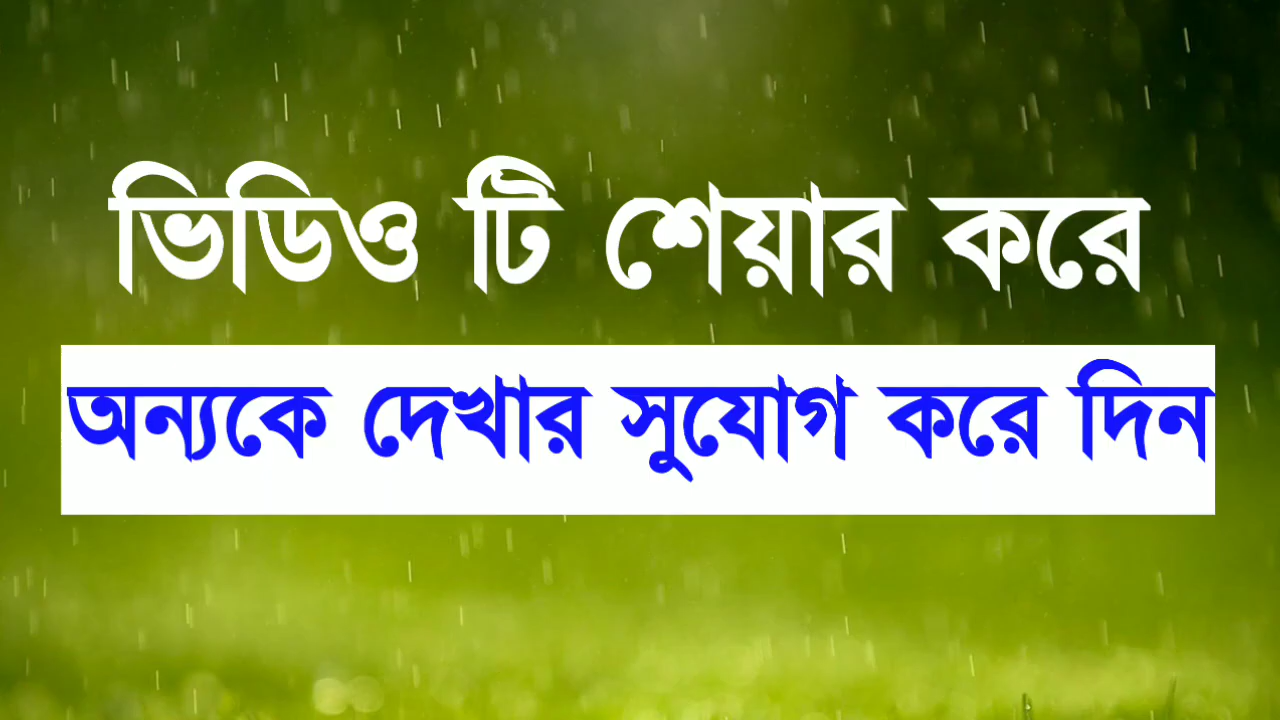 ভিডিও টি শেয়ার করে
অন্যকে দেখার সুযোগ করে দিন